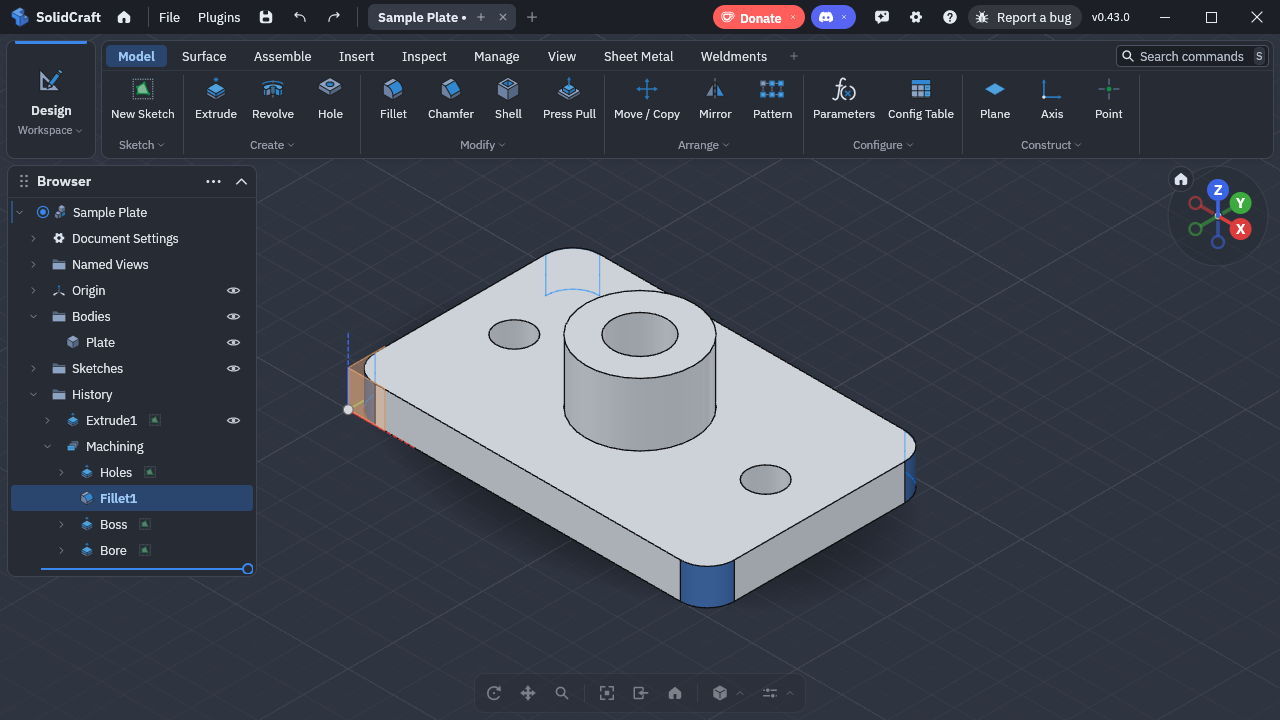 SolidCraft
File
Plugins
Sample Plate •
Donate
Report a bug
v0.43.0
Design
Workspace
Model
Surface
Assemble
Insert
Inspect
Manage
View
Sheet Metal
Weldments
Search commands
S
New Sketch
Extrude
Revolve
Hole
Fillet
Chamfer
Shell
Press Pull
Move / Copy
Mirror
Pattern
Parameters
Config Table
Plane
Axis
Point
Sketch
Create
Modify
Arrange
Configure
Construct
Browser
Sample Plate
Document Settings
Named Views
Origin
Bodies
Plate
Sketches
History
Extrude1
Machining
Holes
Fillet1
Boss
Bore
Z
Y
X